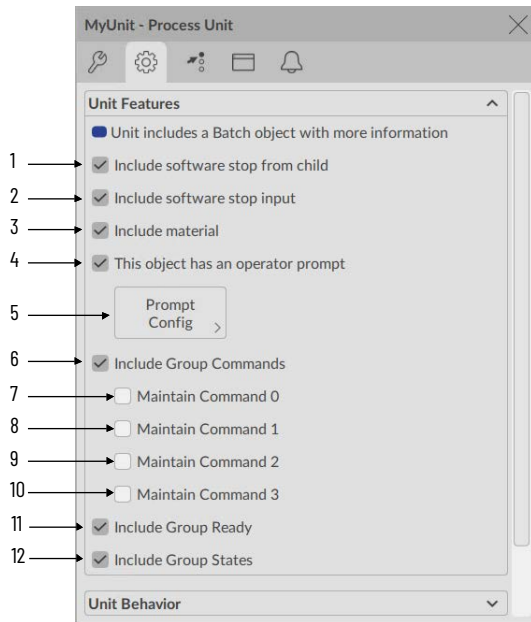 MyUnit - Process Unit
Unit Features
Unit includes a Batch object with more information
1 Include software stop from child
2 Include software stop input
3 Include material
4 This object has an operator prompt
5 Prompt
Config
6 Include Group Commands
7 Maintain Command 0
8 Maintain Command 1
9 Maintain Command 2
10 Maintain Command 3
11 Include Group Ready
12 Include Group States
Unit Behavior